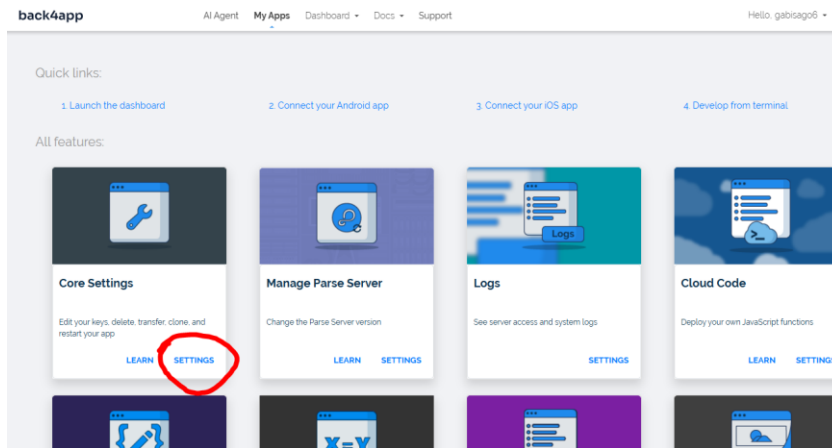 back4app
AI Agent My Apps Dashboard Docs Support
Hello, gabisago6
Quick links:
1. Launch the dashboard
2. Connect your Android app
3. Connect your iOS app
4. Develop from terminal
All features:
Core Settings
Edit your keys, delete, transfer, clone, and
restart your app
LEARN SETTINGS
Manage Parse Server
Change the Parse Server version
LEARN SETTINGS
Logs
Logs
See server access and system logs
SETTINGS
Cloud Code
Deploy your own JavaScript functions
LEARN SETTINGS
X=Y